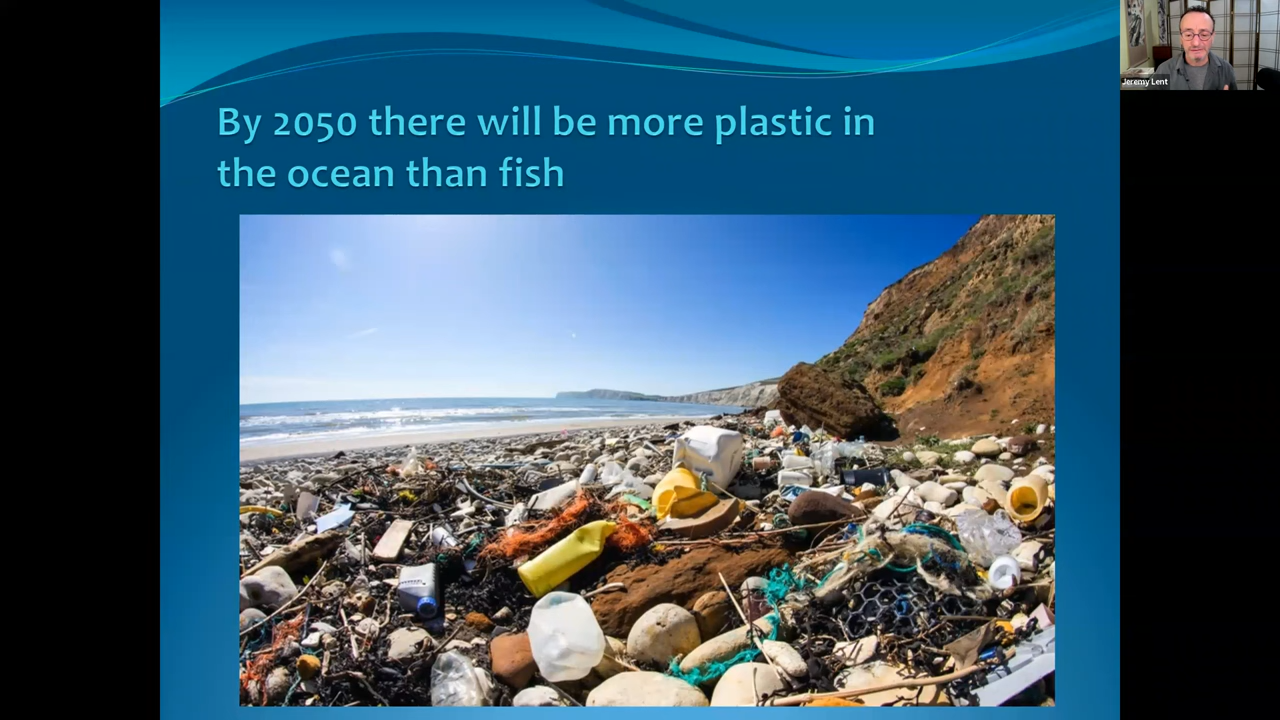 By 2050 there will be more plastic in
the ocean than fish
Jeremy Lent